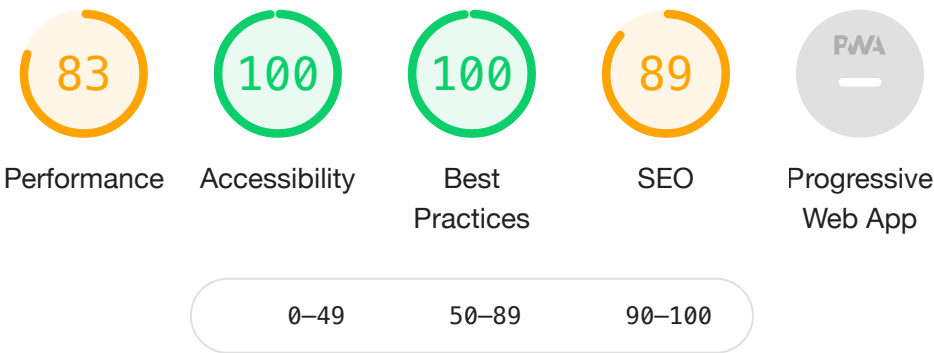 83
100
100
89
PWA
Performance
Accessibility
Best
Practices
SEO
Progressive
Web App
0–49
50–89
90–100